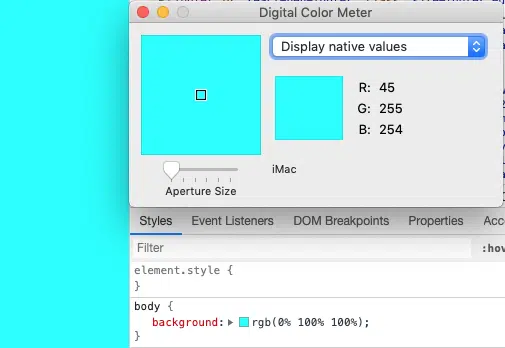 Digital Color Meter
Display native values
R: 45
G: 255
B: 254
iMac
Aperture Size
Styles Event Listeners DOM Breakpoints Properties Acc
Filter :hov
element.style {
}
body {
background: rgb(0% 100% 100%);
}